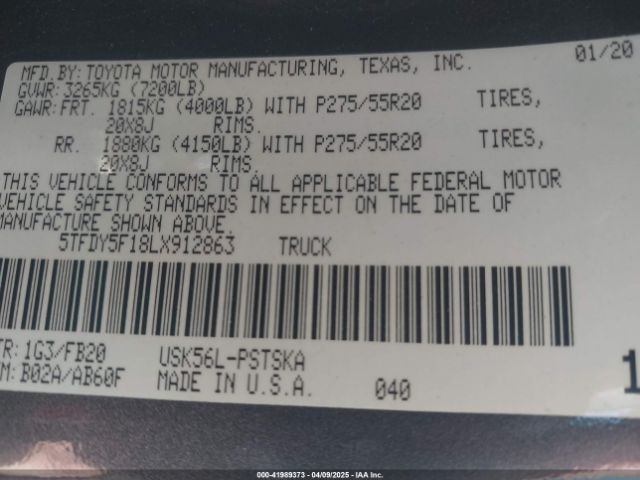 MFD.BY: TOYOTA MOTOR MANUFACTURING, TEXAS, INC. 01/20
GVWR: 3265KG (7200LB)
GAWR: FRT. 1815KG (4000LB) WITH P275/55R20 TIRES,
20X8J RIMS.
RR. 1880KG (4150LB) WITH P275/55R20 TIRES,
20X8J RIMS.
THIS VEHICLE CONFORMS TO ALL APPLICABLE FEDERAL MOTOR
VEHICLE SAFETY STANDARDS IN EFFECT ON THE DATE OF
MANUFACTURE SHOWN ABOVE.
5TFDY5F18LX912863 TRUCK
TR: 1G3/FB20 USK56L-PSTSKA
M: B02A/AB60F MADE IN U.S.A. 040
1
000-41989373 - 04/09/2025 - IAAI, Inc.